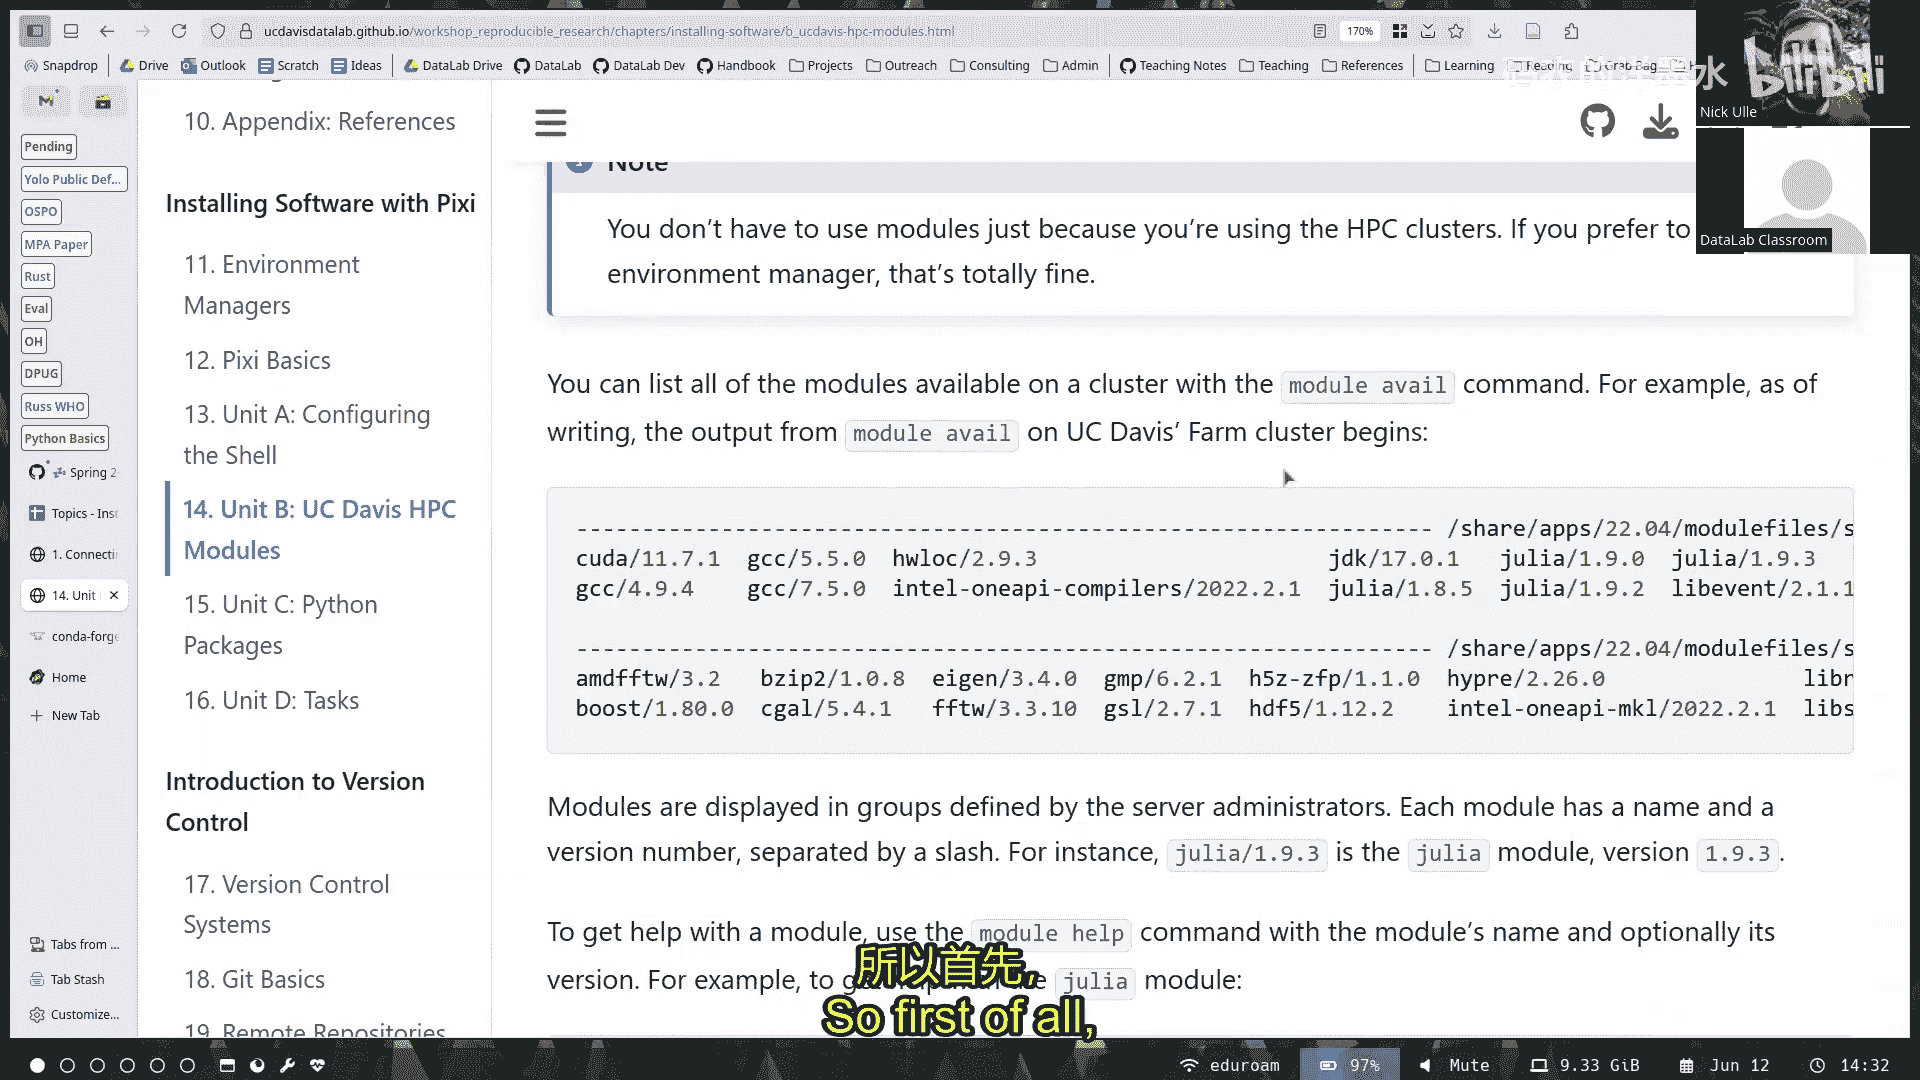 ucdavisdatalab.github.io/workshop_reproducible_research/chapters/installing-software/b_ucdavis-hpc-modules.html
170%
Snapdrop
Drive
Outlook
Scratch
Ideas
DataLab Drive
DataLab
DataLab Dev
Handbook
Projects
Outreach
Consulting
Admin
Teaching Notes
Teaching
References
Learning
Reading
Grab Bag
bilibili
Nick Ulle
DataLab Classroom
Pending
Yolo Public Def...
OSPO
MPA Paper
Rust
Eval
OH
DPUG
Russ WHO
Python Basics
Spring 2
Topics - Ins
1. Connecti
14. Unit
conda-forge
Home
New Tab
Tabs from ...
Tab Stash
Customize...
10. Appendix: References
Installing Software with Pixi
11. Environment
Managers
12. Pixi Basics
13. Unit A: Configuring
the Shell
14. Unit B: UC Davis HPC
Modules
15. Unit C: Python
Packages
16. Unit D: Tasks
Introduction to Version
Control
17. Version Control
Systems
18. Git Basics
19. Remote Repositories
Note
You don't have to use modules just because you're using the HPC clusters. If you prefer to
environment manager, that's totally fine.
You can list all of the modules available on a cluster with the module avail command. For example, as of
writing, the output from module avail on UC Davis' Farm cluster begins:
------------------------------------------------------------------ /share/apps/22.04/modulefiles/s
cuda/11.7.1 gcc/5.5.0 hwloc/2.9.3 jdk/17.0.1 julia/1.9.0 julia/1.9.3
gcc/4.9.4 gcc/7.5.0 intel-oneapi-compilers/2022.2.1 julia/1.8.5 julia/1.9.2 libevent/2.1.1
------------------------------------------------------------------ /share/apps/22.04/modulefiles/s
amdfftw/3.2 bzip2/1.0.8 eigen/3.4.0 gmp/6.2.1 h5z-zfp/1.1.0 hypre/2.26.0 libr
boost/1.80.0 cgal/5.4.1 fftw/3.3.10 gsl/2.7.1 hdf5/1.12.2 intel-oneapi-mkl/2022.2.1 libs
Modules are displayed in groups defined by the server administrators. Each module has a name and a
version number, separated by a slash. For instance, julia/1.9.3 is the julia module, version 1.9.3.
To get help with a module, use the module help command with the module's name and optionally its
version. For example, to get help with the julia module:
所以首先,
So first of all,
eduroam
97%
Mute
9.33 GiB
Jun 12
14:32